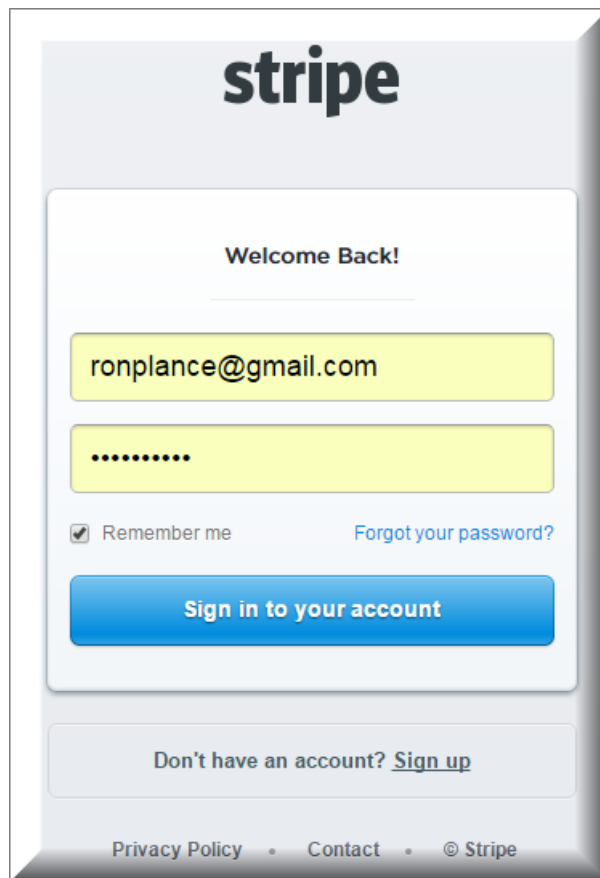 stripe
Welcome Back!
ronplance@gmail.com
••••••••••
Remember me Forgot your password?
Sign in to your account
Don't have an account? Sign up
Privacy Policy • Contact • © Stripe